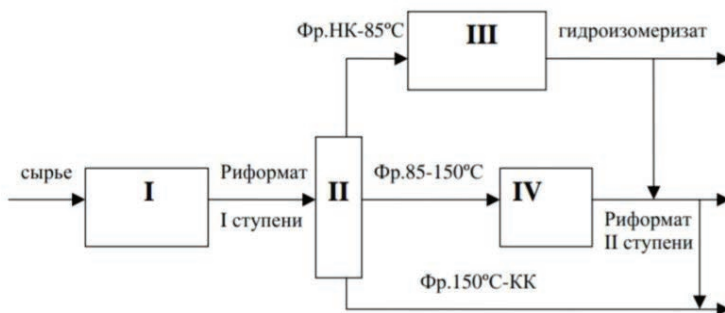 Фр.НК-85ºС
III
гидроизомеризат
сырье
I
Риформат
I ступени
II
Фр.85-150ºС
IV
Риформат
II ступени
Фр.150ºС-КК